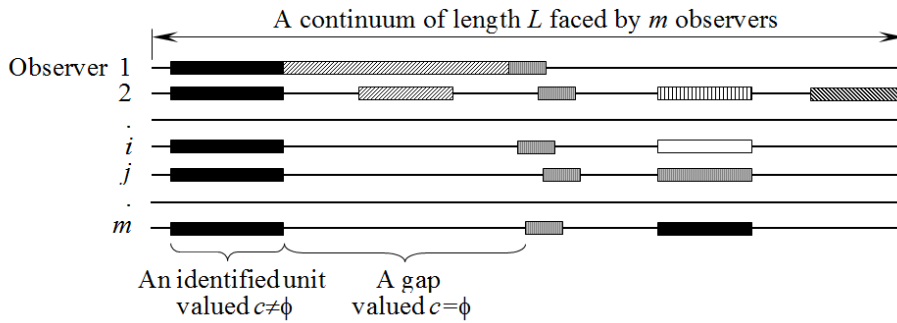 A continuum of length L faced by m observers
Observer 1
2
.
i
j
.
m
An identified unit
valued c≠ϕ
A gap
valued c=ϕ